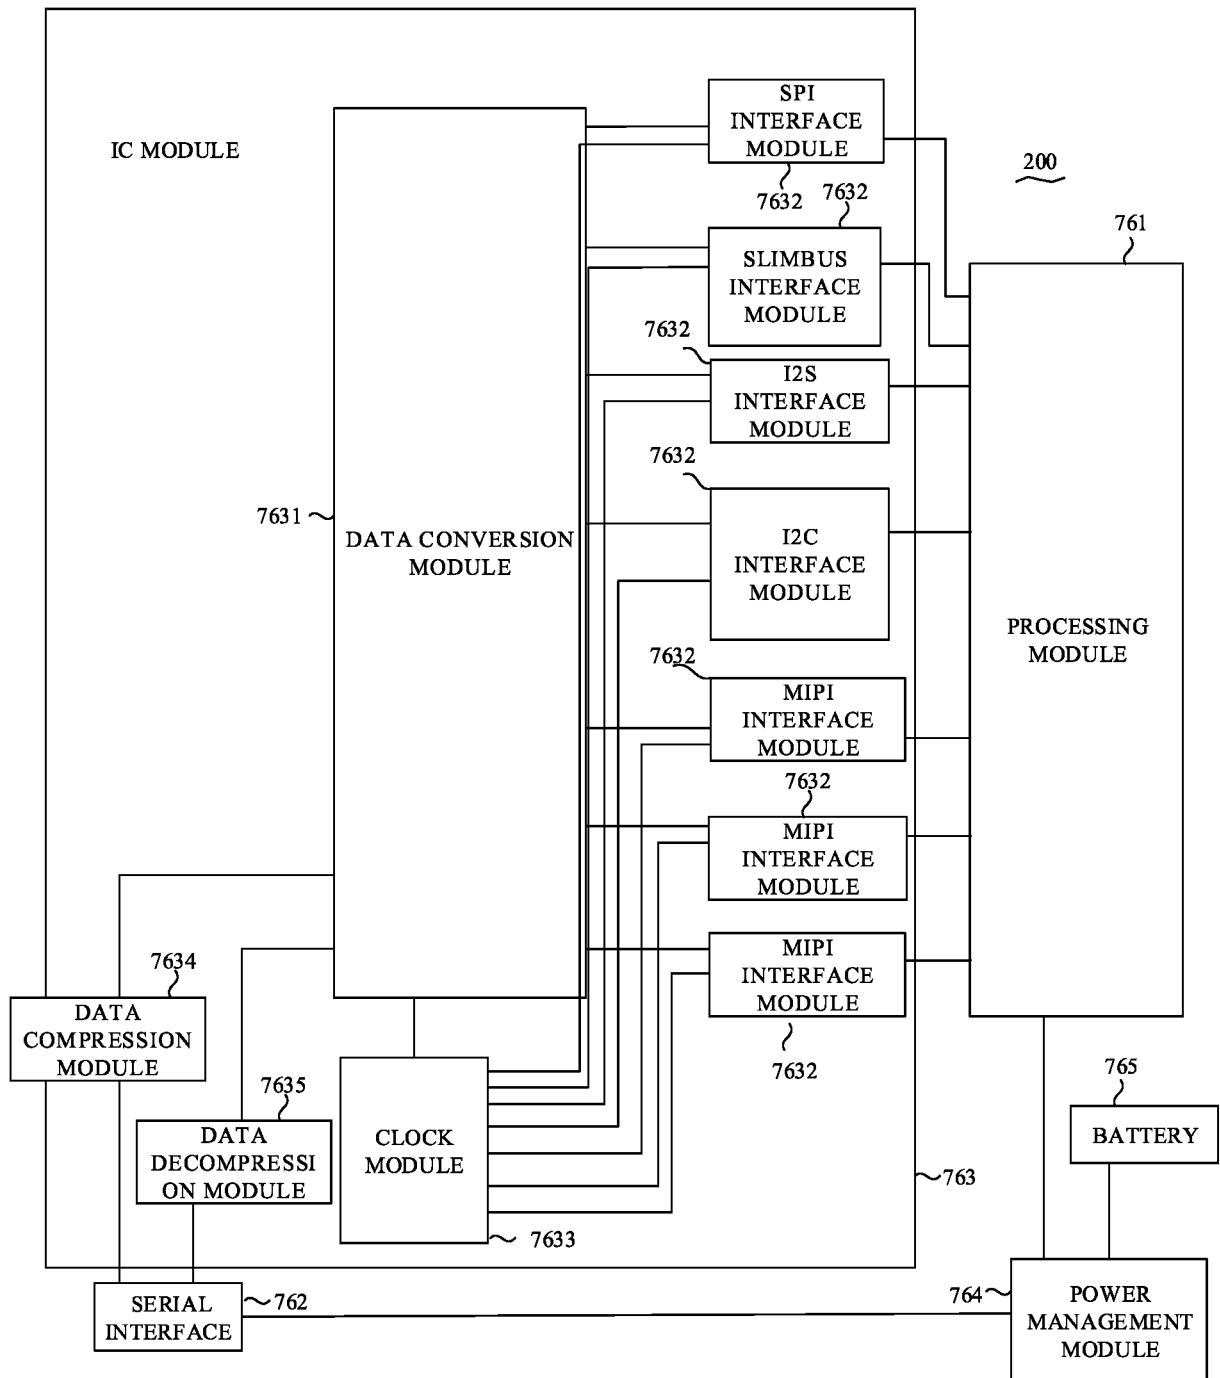 IC MODULE
SPI
INTERFACE
MODULE
7632
200
7632
SLIMBUS
INTERFACE
MODULE
761
7632
I2S
INTERFACE
MODULE
7632
I2C
INTERFACE
MODULE
7631
DATA CONVERSION
MODULE
PROCESSING
MODULE
7632
MIPI
INTERFACE
MODULE
7632
MIPI
INTERFACE
MODULE
MIPI
INTERFACE
MODULE
7632
7634
DATA
COMPRESSION
MODULE
7635
DATA
DECOMPRESSI
ON MODULE
CLOCK
MODULE
7633
763
765
BATTERY
SERIAL
INTERFACE
762
764
POWER
MANAGEMENT
MODULE